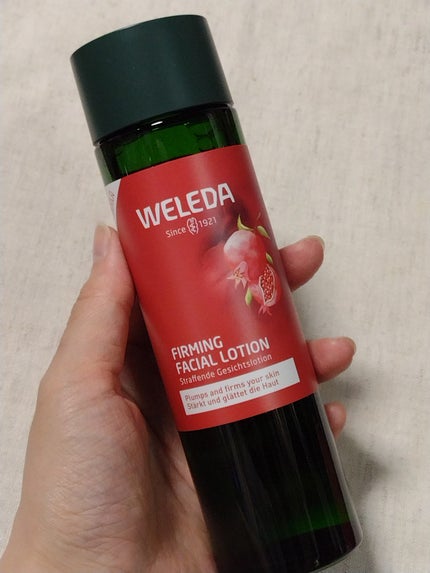 WELEDA
Since 1921
FIRMING
FACIAL LOTION
Straffende Gesichtslotion
Plumps and firms your skin
Stärkt und glättet die Haut